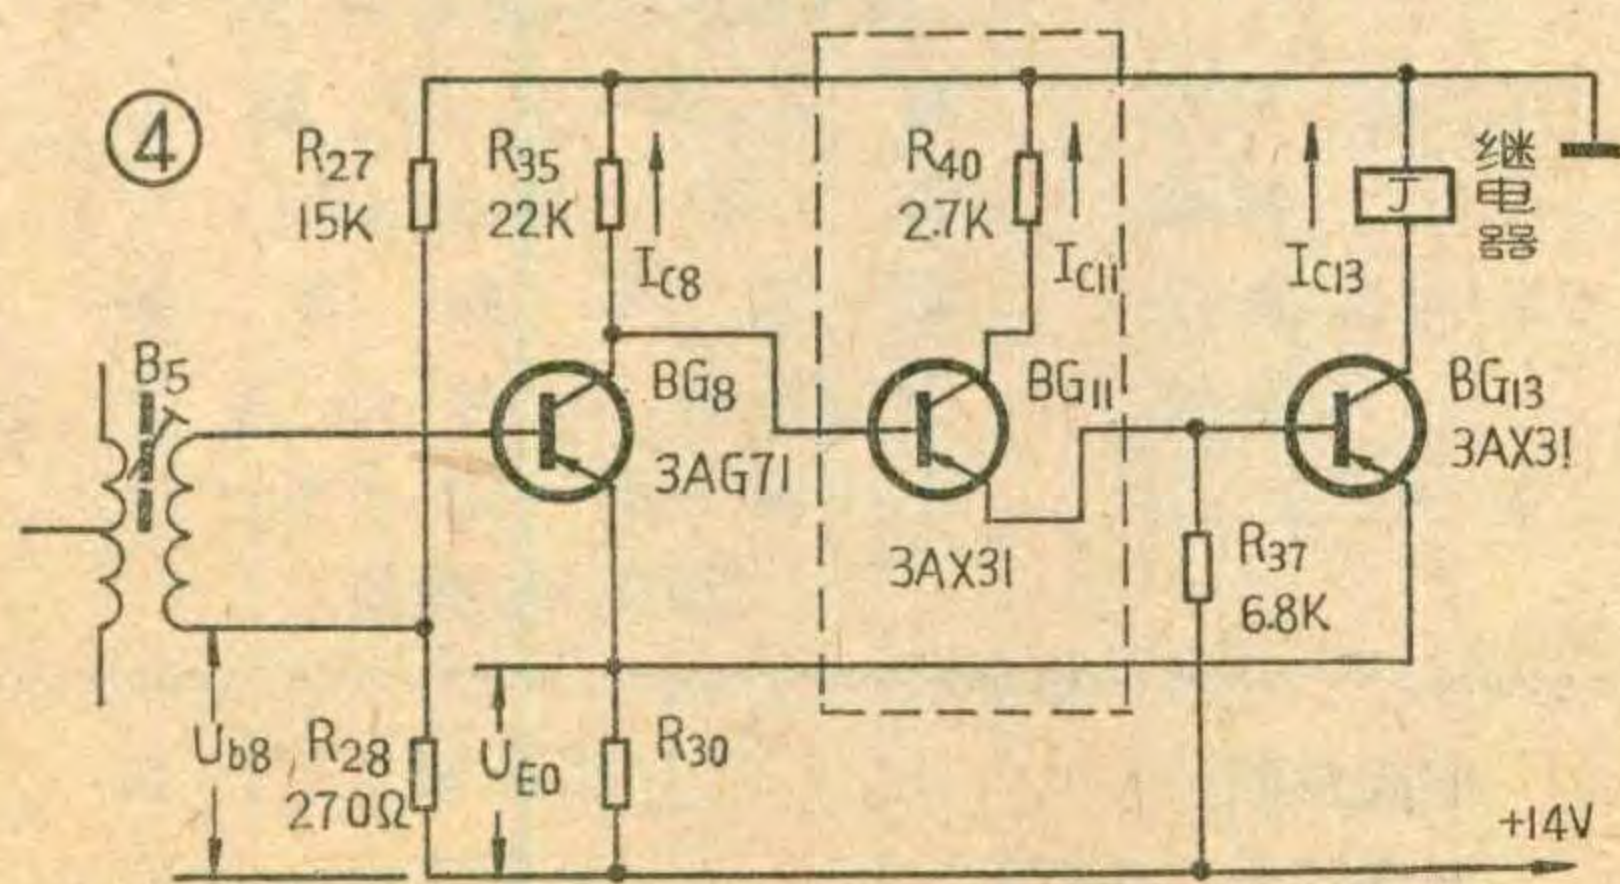 ④
R27
15K
R35
22K
IC8
R40
2.7K
IC11
IC13
J
继电器
B5
BG8
3AG71
BG11
3AX31
BG13
3AX31
R37
6.8K
Ub8
R28
270Ω
UE0
R30
+14V